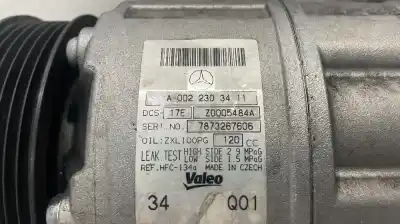 A-002 230 34 11
DCS- 17E Z0005484A
SERI NO. 7873267606
OIL:ZXL100PG 120 CC
LEAK TEST HIGH SIDE 2.9 MPaG
LOW SIDE 1.5 MPaG
REF.HFC-134a MADE IN CZECH
Valeo
34 Q01